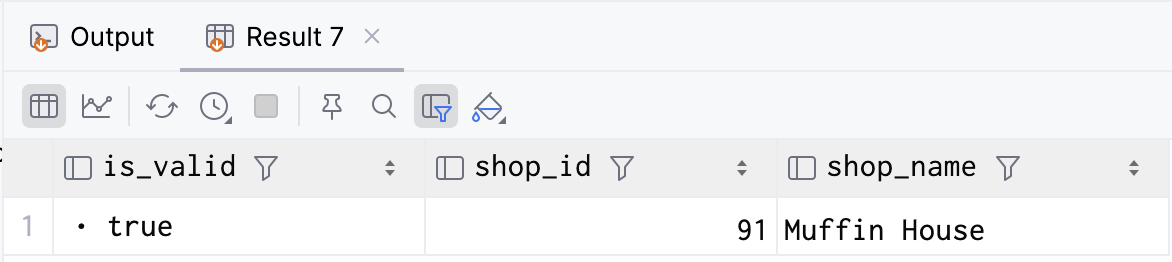 Output Result 7
is_valid shop_id shop_name
1 · true 91 Muffin House